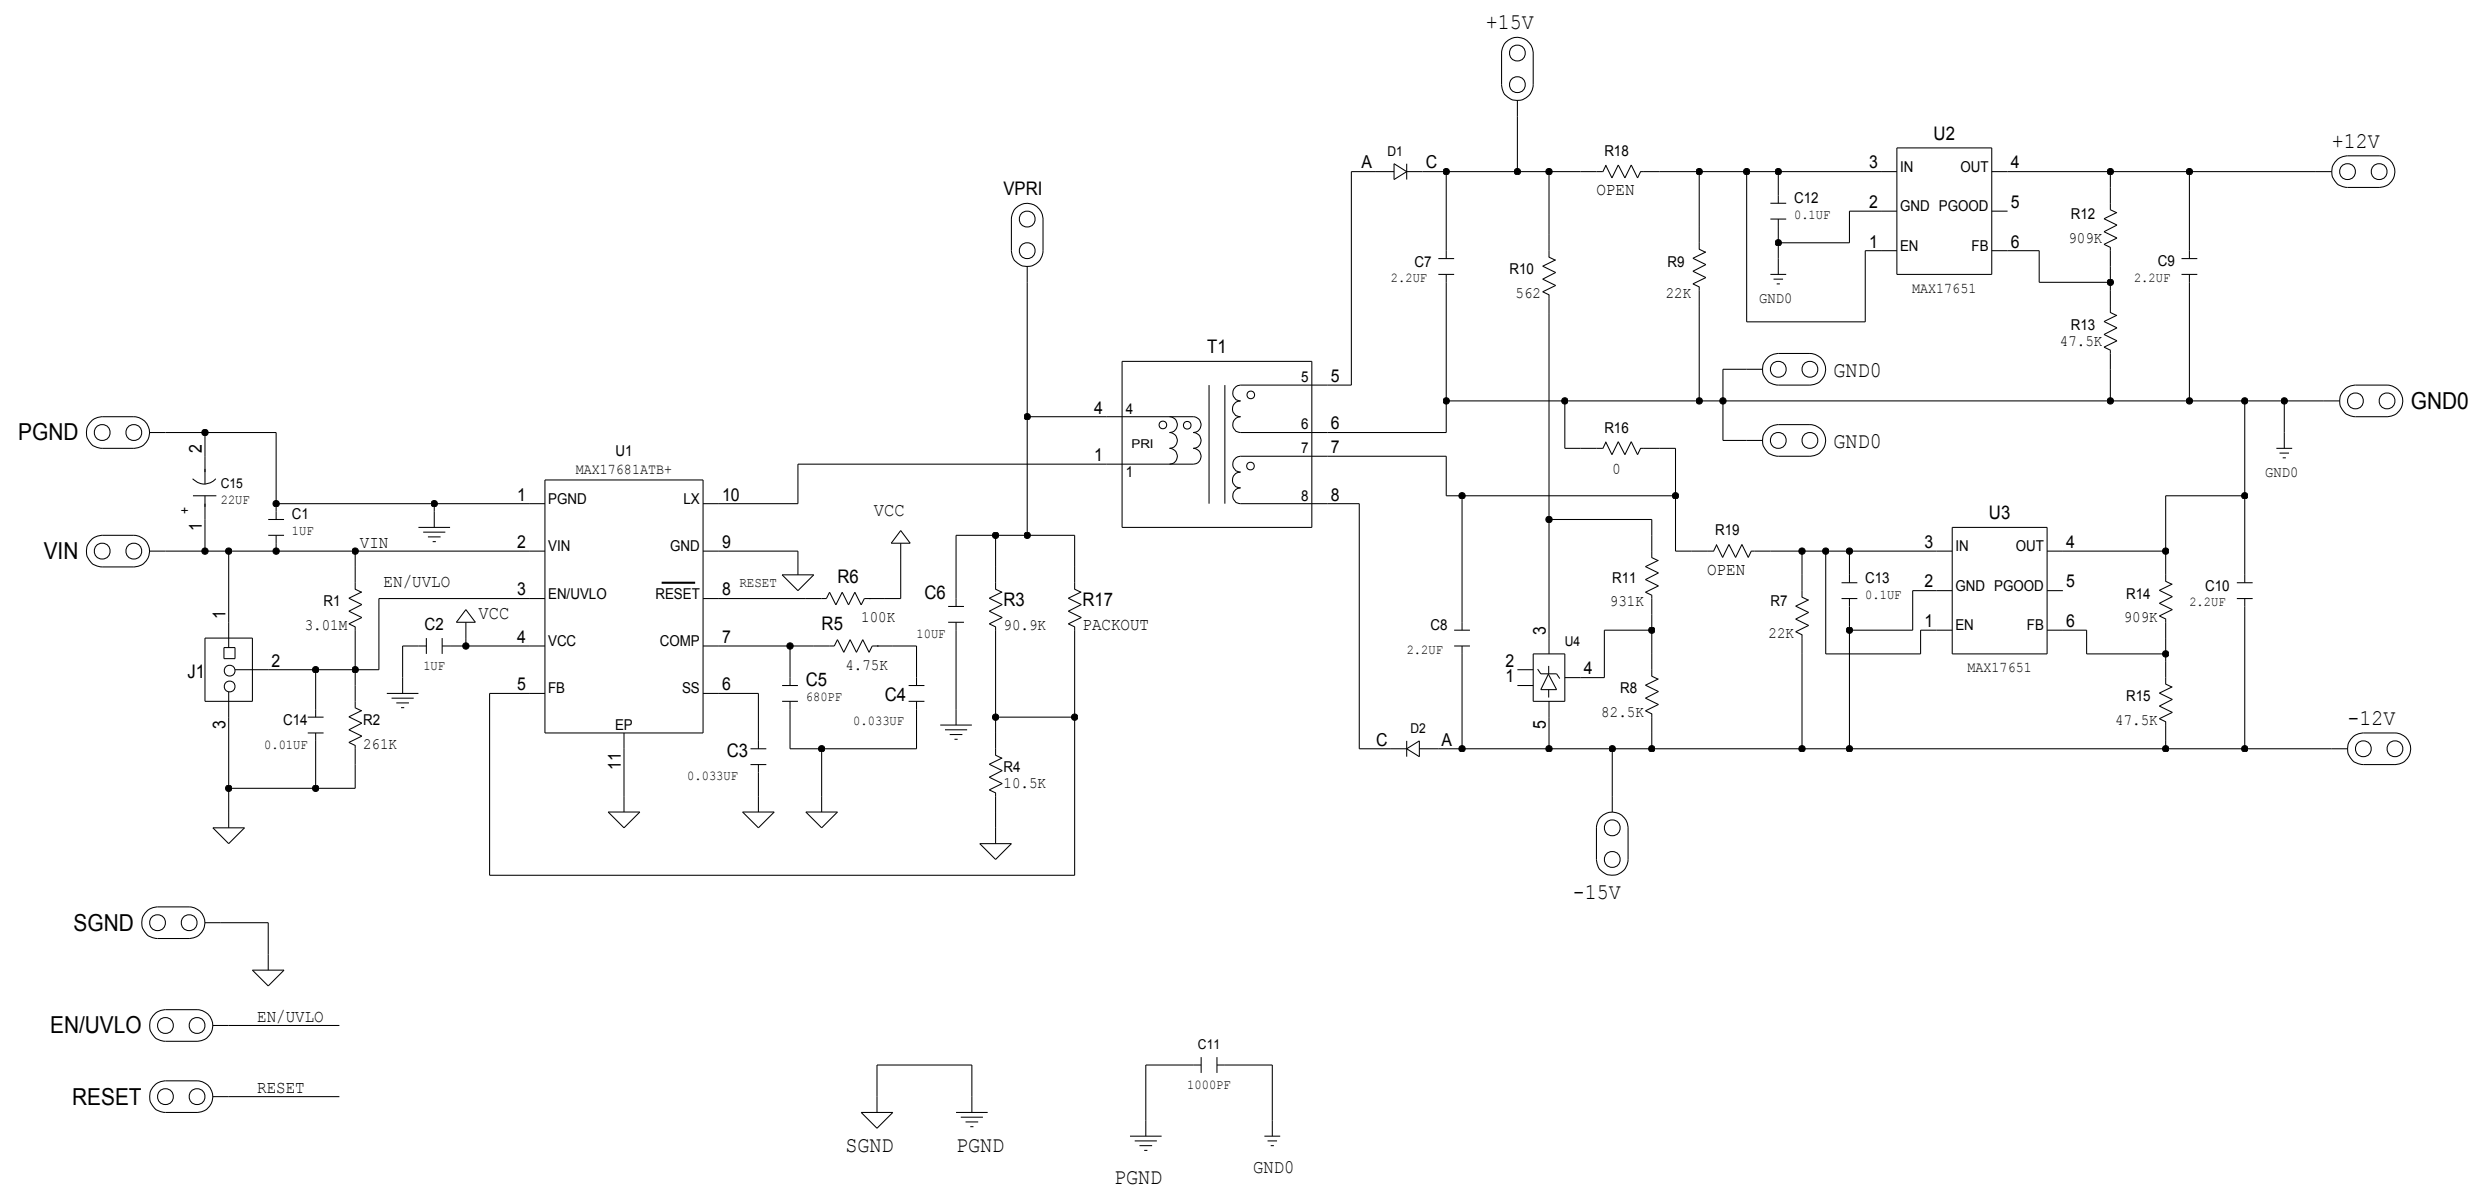 +15V
U2
+12V
D1
A
C
R18
OPEN
3
IN
OUT
4
C12
0.1UF
2
GND
PGOOD
5
R12
909K
1
EN
FB
6
VPRI
C7
2.2UF
R10
562
R9
22K
C9
2.2UF
GND0
MAX17651
R13
47.5K
T1
GND0
5
5
4
4
PRI
6
6
7
7
1
1
8
8
GND0
GND0
R16
0
GND0
PGND
2
C15
22UF
+
1
C1
1UF
VIN
VIN
U1
MAX17681ATB+
1
PGND
LX
10
2
VIN
GND
9
3
EN/UVLO
RESET
8
RESET
4
VCC
COMP
7
5
FB
SS
6
EP
11
EN/UVLO
VCC
R6
100K
R1
3.01M
C2
1UF
VCC
R5
4.75K
C5
680PF
C4
0.033UF
C3
0.033UF
1
J1
2
3
C14
0.01UF
R2
261K
C6
10UF
R3
90.9K
R17
PACKOUT
R4
10.5K
R19
OPEN
U3
3
IN
OUT
4
C13
0.1UF
2
GND
PGOOD
5
1
EN
FB
6
MAX17651
R14
909K
C10
2.2UF
R15
47.5K
R11
931K
R7
22K
C8
2.2UF
3
U4
2
1
4
5
R8
82.5K
C
D2
A
-12V
-15V
SGND
EN/UVLO
EN/UVLO
RESET
RESET
SGND
PGND
C11
1000PF
PGND
GND0